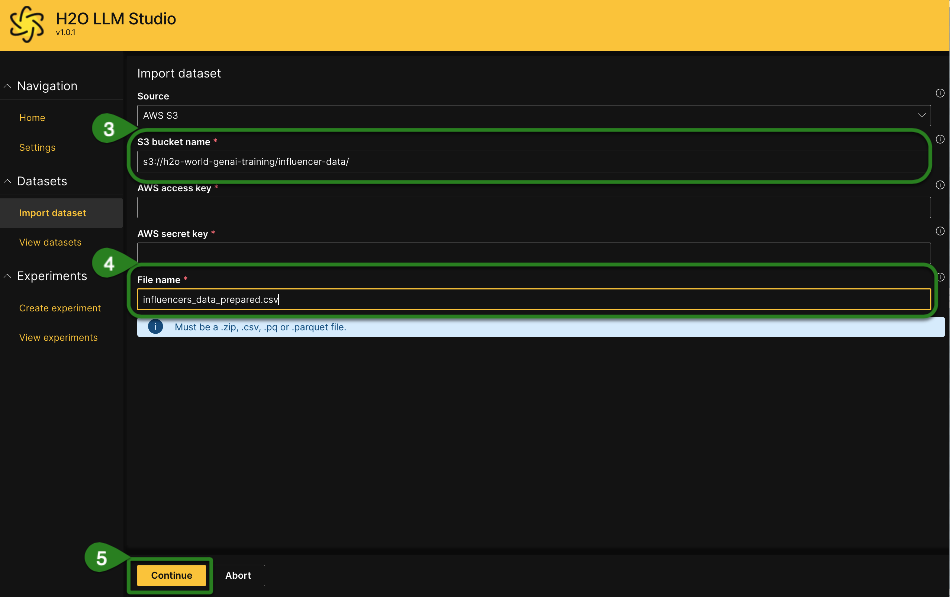 H2O LLM Studio
v1.0.1
Navigation
Home
Settings
Datasets
Import dataset
View datasets
Experiments
Create experiment
View experiments
Import dataset
Source
AWS S3
3
S3 bucket name *
s3://h2o-world-genai-training/influencer-data/
AWS access key *
AWS secret key *
4
File name *
influencers_data_prepared.csv
Must be a .zip, .csv, .pq or .parquet file.
5
Continue
Abort